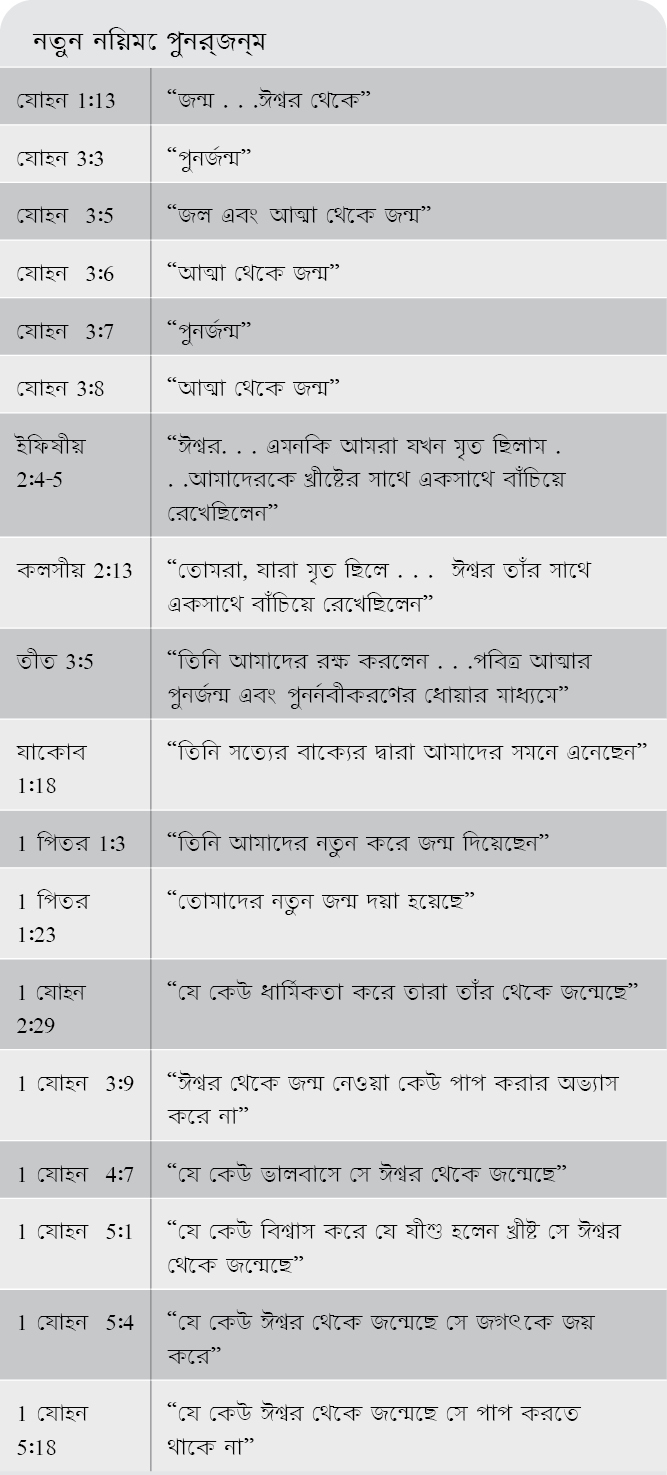 নতুন নয়িমে পুনর্জন্ম
যোহন 1:13 “জন্ম . . .ঈশ্বর থেকে”
যোহন 3:3 “পুনর্জন্ম”
যোহন 3:5 “জল এবং আত্মা থেকে জন্ম”
যোহন 3:6 “আত্মা থেকে জন্ম”
যোহন 3:7 “পুনর্জন্ম”
যোহন 3:8 “আত্মা থেকে জন্ম”
ইফিষীয় “ঈশ্বর. . . এমনকি আমরা যখন মৃত ছিলাম .
2:4-5 . .আমাদেরকে খ্রীষ্টের সাথে একসাথে বাঁচিয়ে
রেখেছিলেন”
কলসীয় 2:13 “তোমরা, যারা মৃত ছিলে . . . ঈশ্বর তাঁর সাথে
একসাথে বাঁচিয়ে রেখেছিলেন”
তীত 3:5 “তিনি আমাদের রক্ষ করলেন . . .পবিত্র আত্মার
পুনর্জন্ম এবং পুনর্নবীকরণের ধোয়ার মাধ্যমে”
যাকোব “তিনি সত্যের বাক্যের দ্বারা আমাদের সমনে এনেছেন”
1:18
1 পিতর 1:3 “তিনি আমাদের নতুন করে জন্ম দিয়েছেন”
1 পিতর “তোমাদের নতুন জন্ম দয়া হয়েছে”
1:23
1 যোহন “যে কেউ ধার্মিকতা করে তারা তাঁর থেকে জন্মেছে”
2:29
1 যোহন 3:9 “ঈশ্বর থেকে জন্ম নেওয়া কেউ পাপ করার অভ্যাস
করে না”
1 যোহন 4:7 “যে কেউ ভালবাসে সে ঈশ্বর থেকে জন্মেছে”
1 যোহন 5:1 “যে কেউ বিশ্বাস করে যে যীশু হলেন খ্রীষ্ট সে ঈশ্বর
থেকে জন্মেছে”
1 যোহন 5:4 “যে কেউ ঈশ্বর থেকে জন্মেছে সে জগৎকে জয়
করে”
1 যোহন “যে কেউ ঈশ্বর থেকে জন্মেছে সে পাপ করতে
5:18 থাকে না”